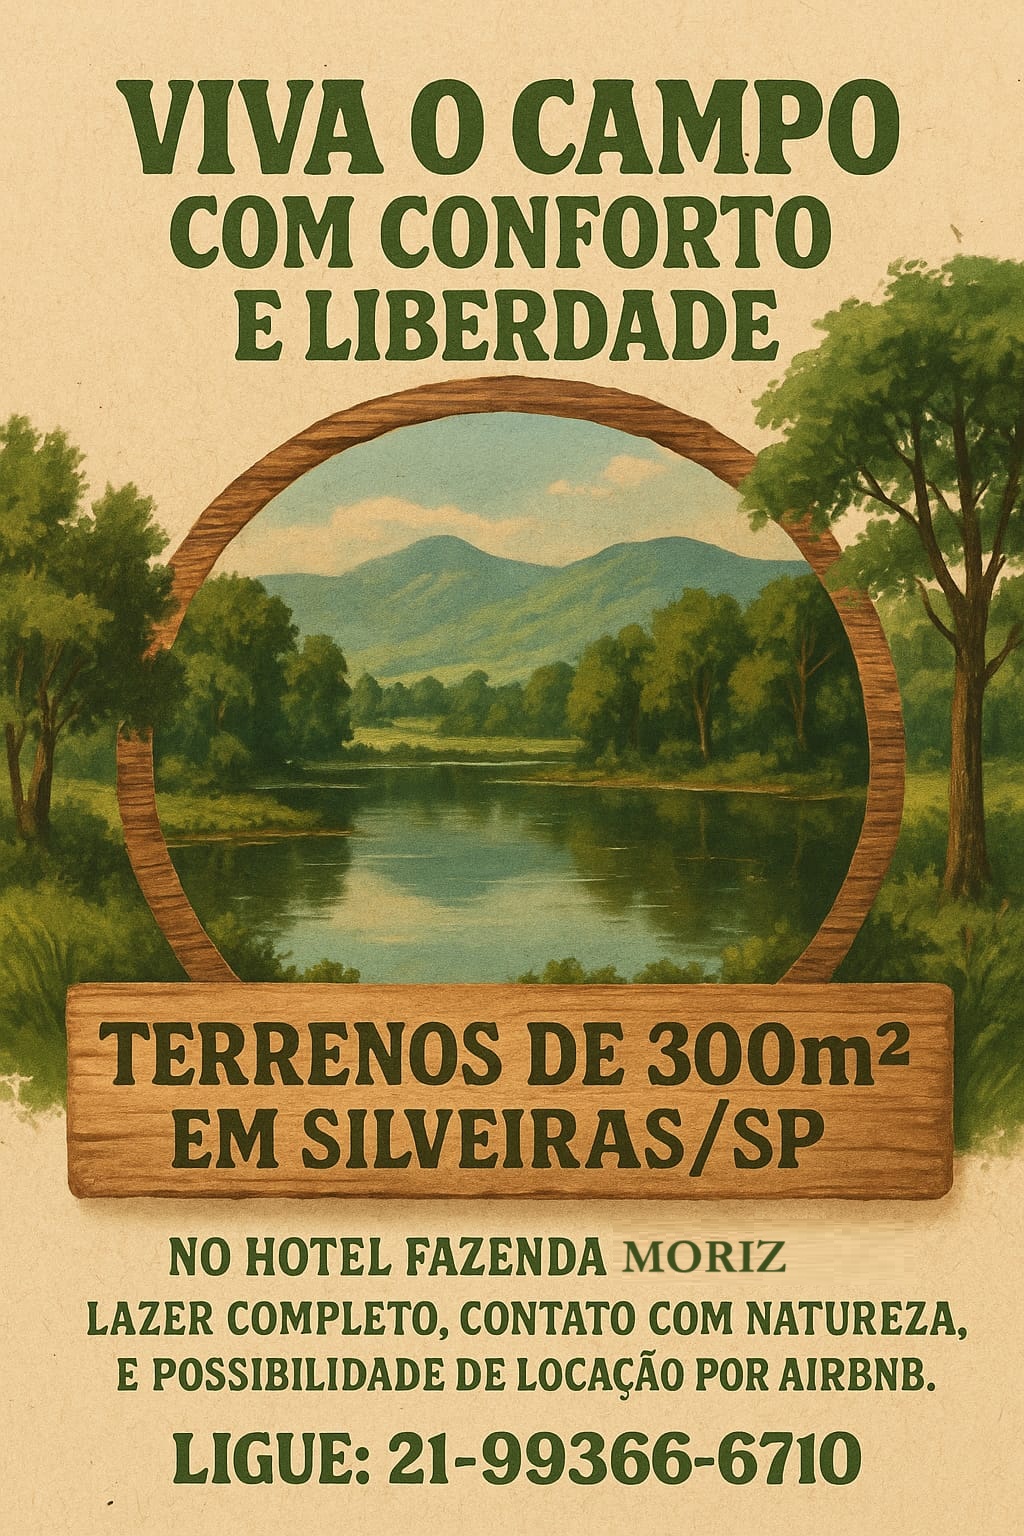 VIVA O CAMPO
COM CONFORTO
E LIBERDADE
TERRENOS DE 300m²
EM SILVEIRAS/SP
NO HOTEL FAZENDA MORIZ
LAZER COMPLETO, CONTATO COM NATUREZA,
E POSSIBILIDADE DE LOCAÇÃO POR AIRBNB.
LIGUE: 21-99366-6710